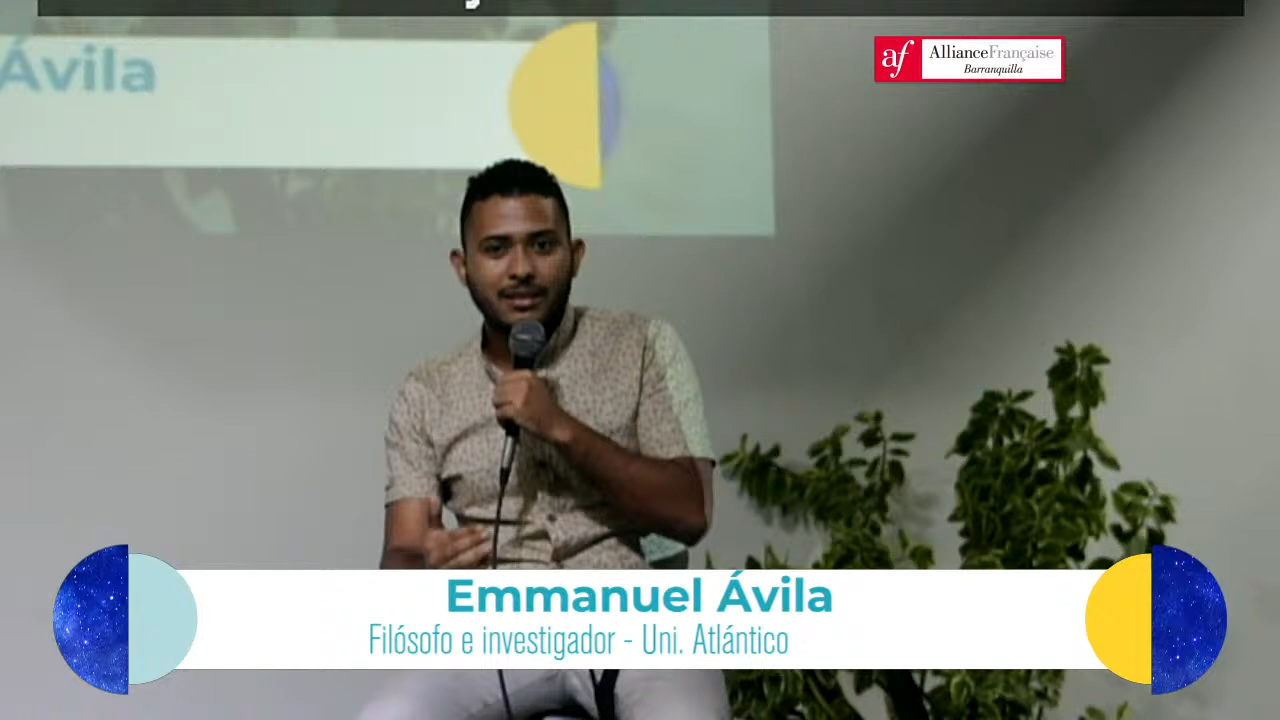 Ávila
af
AllianceFrançaise
Barranquilla
Emmanuel Ávila
Filósofo e investigador - Uni. Atlántico